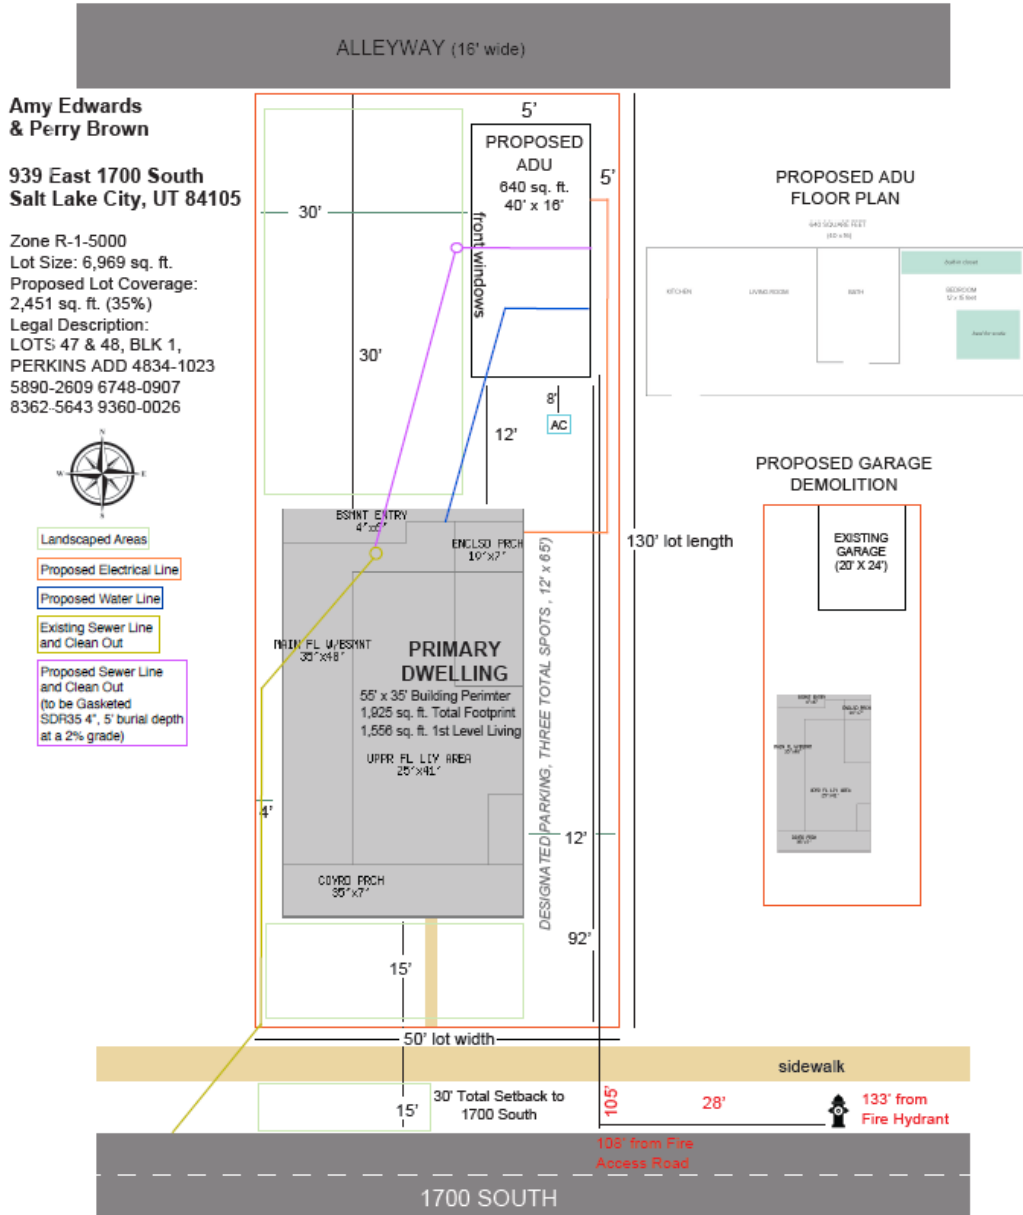 ALLEYWAY (16' wide)
Amy Edwards
& Perry Brown
939 East 1700 South
Salt Lake City, UT 84105
Zone R-1-5000
Lot Size: 6,969 sq. ft.
Proposed Lot Coverage:
2,451 sq. ft. (35%)
Legal Description:
LOTS 47 & 48, BLK 1,
PERKINS ADD 4834-1023
5890-2609 6748-0907
8362-5643 9360-0026
N
W
E
S
Landscaped Areas
Proposed Electrical Line
Proposed Water Line
Existing Sewer Line
and Clean Out
Proposed Sewer Line
and Clean Out
(to be Gasketed
SDR35 4", 5' burial depth
at a 2% grade)
5'
PROPOSED
ADU
640 sq. ft.
40' x 16'
5'
30'
front windows
30'
8'
AC
12'
BSMNT ENTRY
ENCLSD PRCH
19'x7'
MAIN FL W/BSMNT
35'x48'
PRIMARY
DWELLING
55' x 35' Building Perimter
1,925 sq. ft. Total Footprint
1,556 sq. ft. 1st Level Living
UPPR FL LIV AREA
25'x41'
4'
COVRD PRCH
35'x7'
DESIGNATED PARKING, THREE TOTAL SPOTS , 12' x 65')
12'
92'
15'
130' lot length
50' lot width
PROPOSED ADU
FLOOR PLAN
640 SQUARE FEET
(40 x 16)
KITCHEN
LIVING ROOM
BATH
BEDROOM
PROPOSED GARAGE
DEMOLITION
EXISTING
GARAGE
(20' X 24')
sidewalk
15'
30' Total Setback to
1700 South
105'
28'
133' from
Fire Hydrant
108' from Fire
Access Road
1700 SOUTH